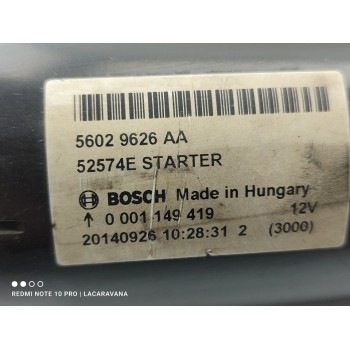 5602 9626 AA
52574E STARTER
BOSCH Made in Hungary
↑ 0 001 149 419 12V
20140926 10:28:31 2 (3000)
REDMI NOTE 10 PRO | LACARAVANA